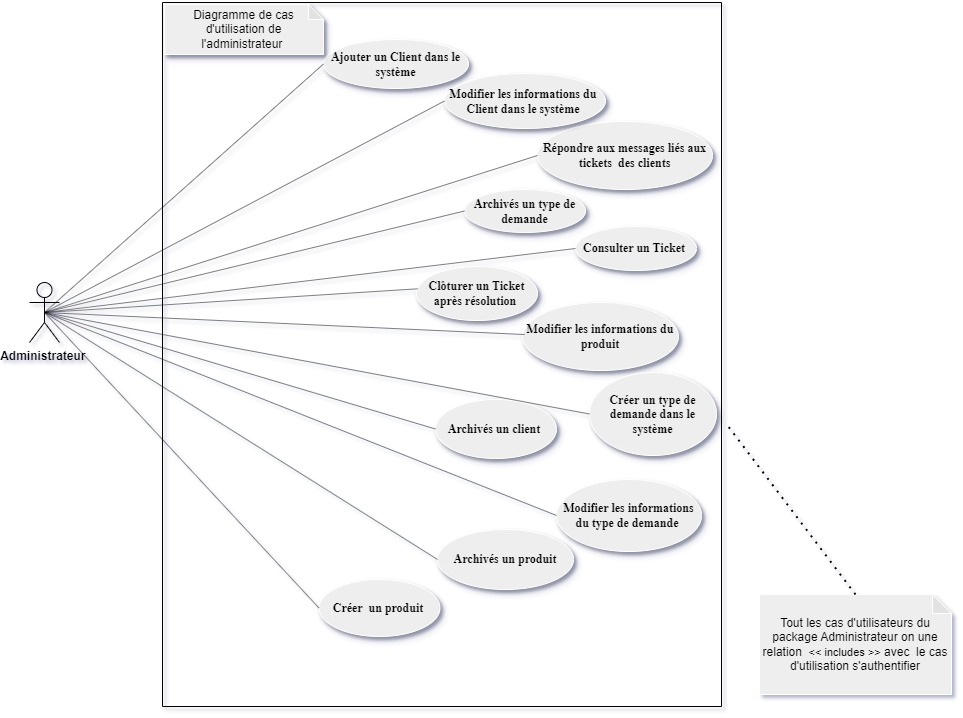 Diagramme de cas
d'utilisation de
l'administrateur
Ajouter un Client dans le
système
Modifier les informations du
Client dans le système
Répondre aux messages liés aux
tickets des clients
Archivés un type de
demande
Consulter un Ticket
Clôturer un Ticket
après résolution
Modifier les informations du
produit
Administrateur
Créer un type de
demande dans le
système
Archivés un client
Modifier les informations
du type de demande
Archivés un produit
Créer un produit
Tout les cas d'utilisateurs du
package Administrateur on une
relation << includes >> avec le cas
d'utilisation s'authentifier